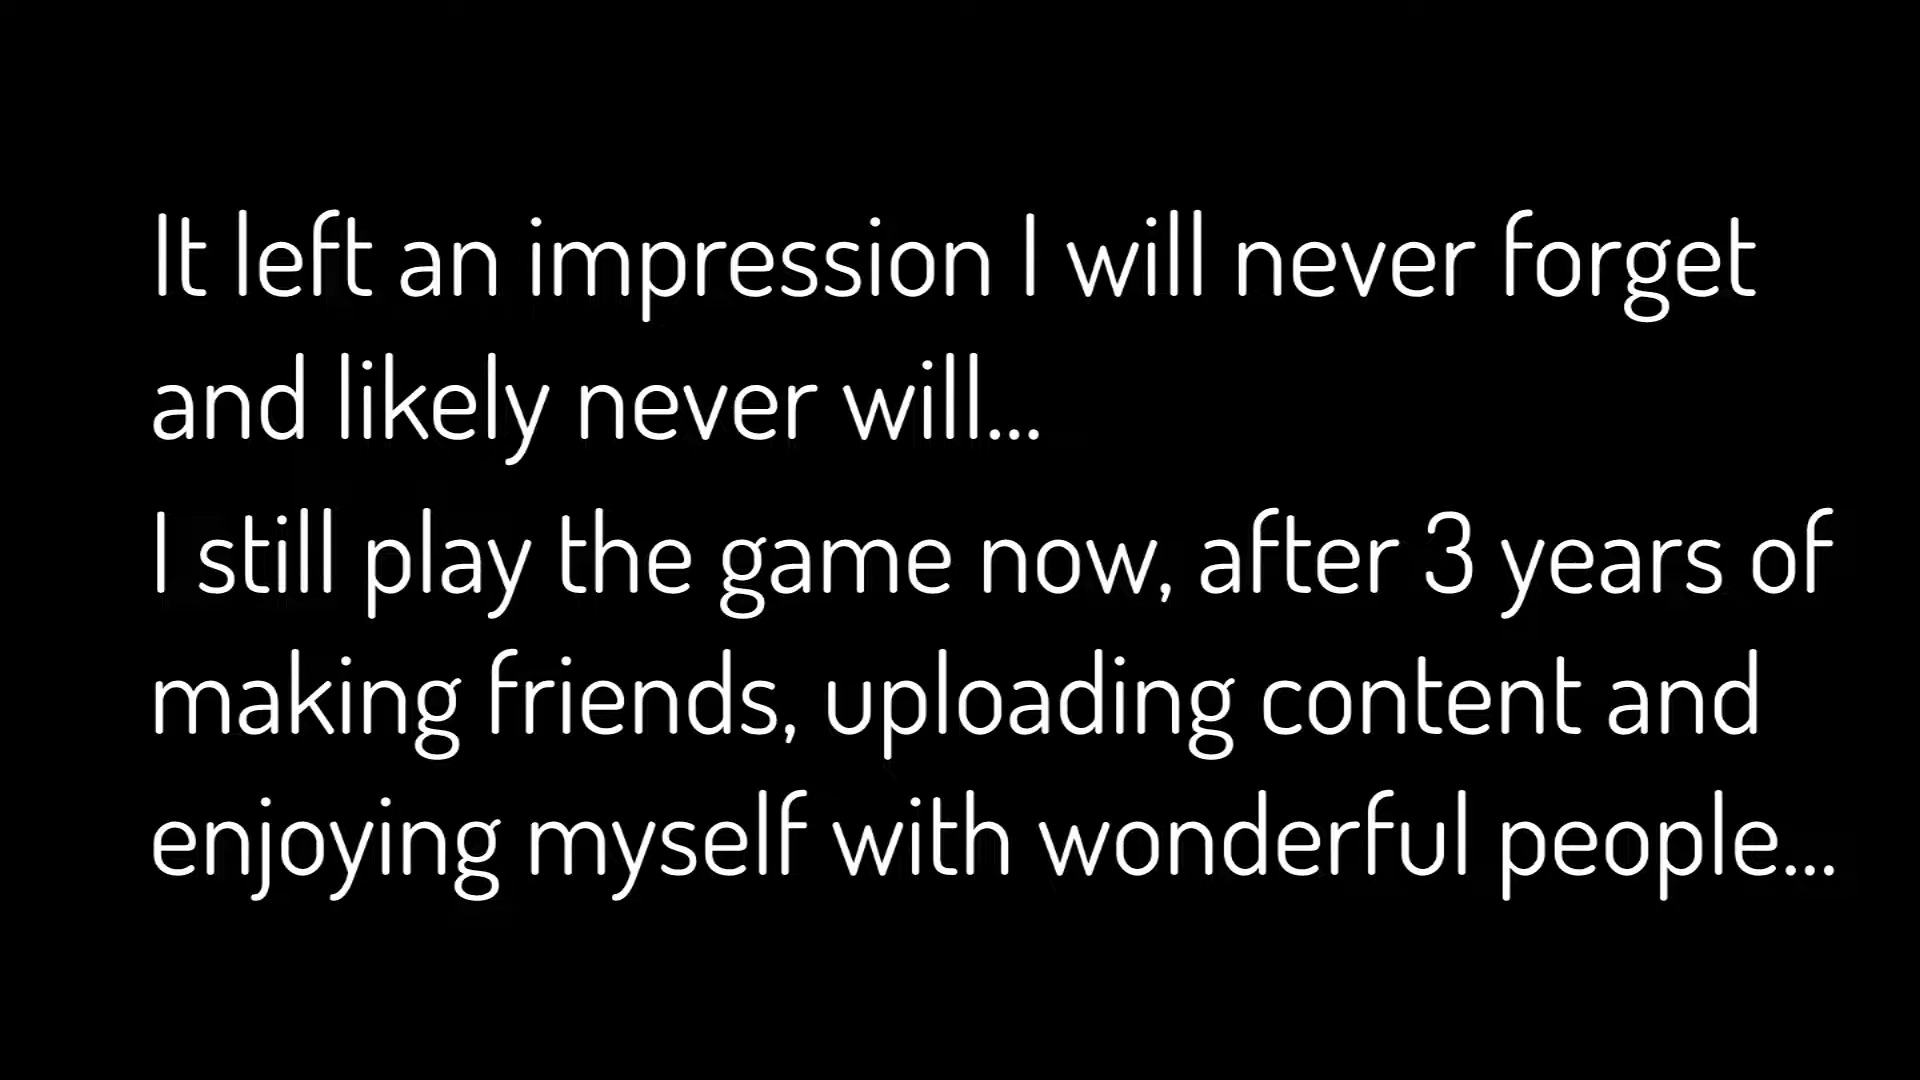 It left an impression I will never forget
and likely never will...
I still play the game now, after 3 years of
making friends, uploading content and
enjoying myself with wonderful people...